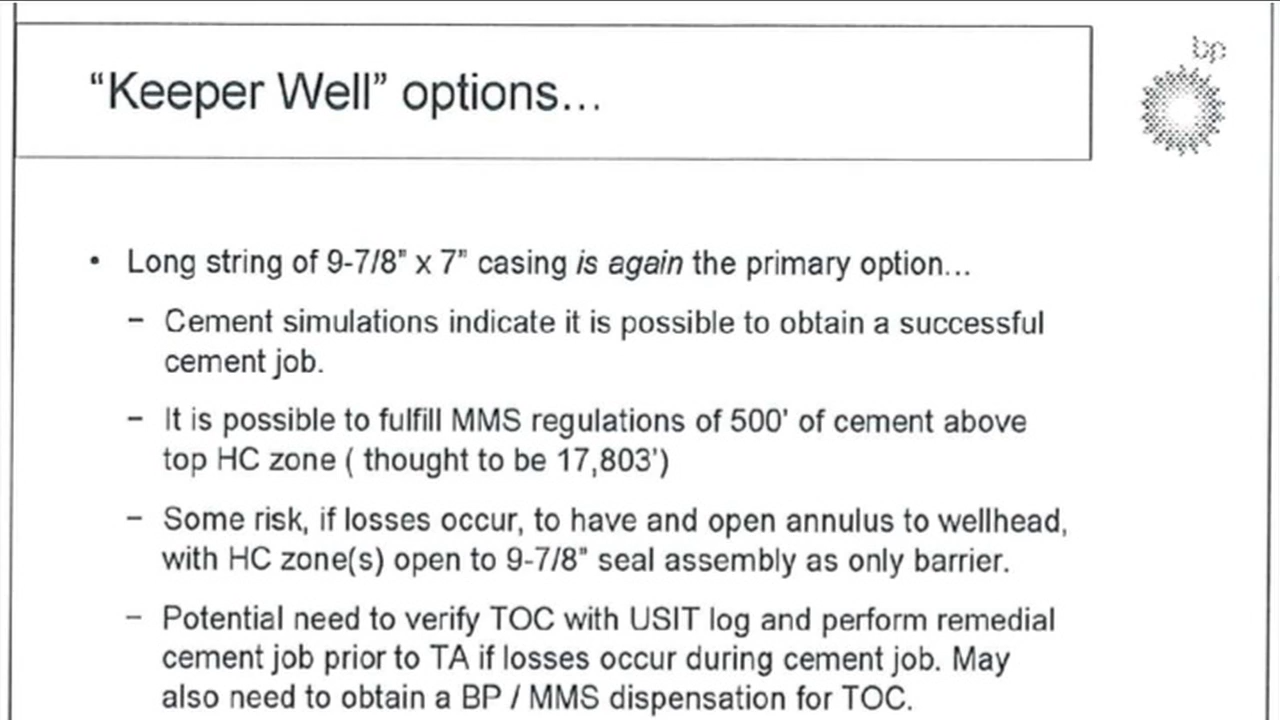 bp
“Keeper Well” options…
• Long string of 9-7/8” x 7” casing is again the primary option…
– Cement simulations indicate it is possible to obtain a successful
cement job.
– It is possible to fulfill MMS regulations of 500' of cement above
top HC zone ( thought to be 17,803')
– Some risk, if losses occur, to have and open annulus to wellhead,
with HC zone(s) open to 9-7/8” seal assembly as only barrier.
– Potential need to verify TOC with USIT log and perform remedial
cement job prior to TA if losses occur during cement job. May
also need to obtain a BP / MMS dispensation for TOC.